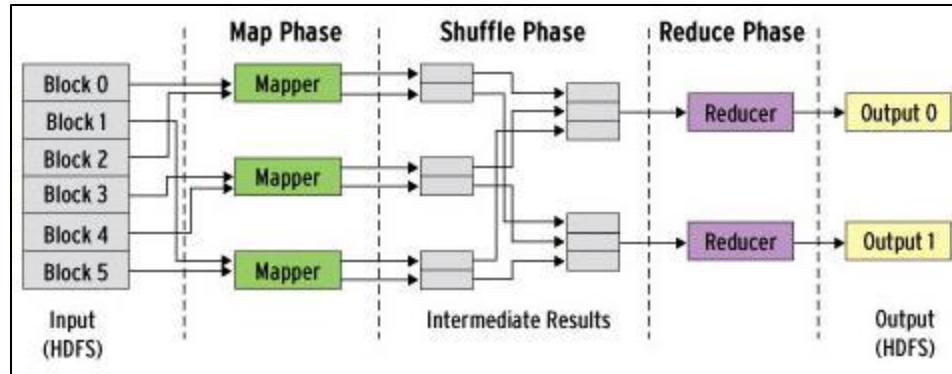 Map Phase
Shuffle Phase
Reduce Phase
Block 0
Block 1
Block 2
Block 3
Block 4
Block 5
Mapper
Mapper
Mapper
Reducer
Reducer
Output 0
Output 1
Input
(HDFS)
Intermediate Results
Output
(HDFS)